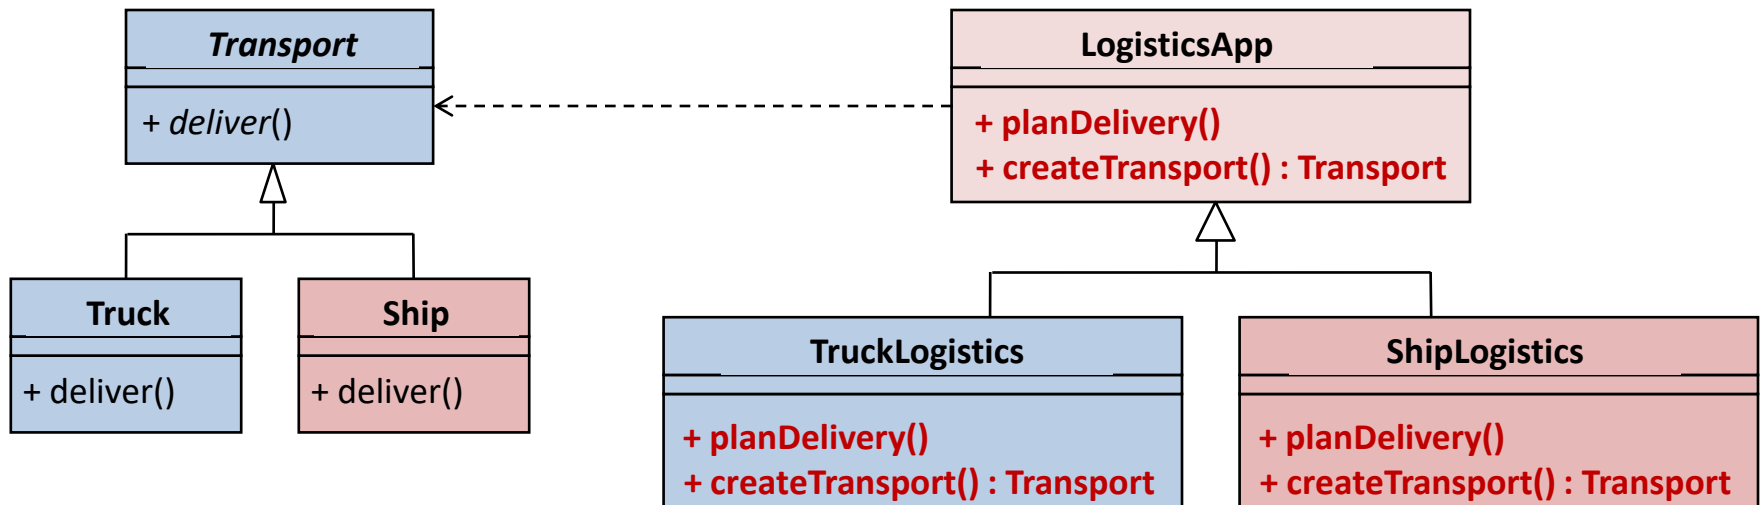 Transport
+ deliver()
Truck
+ deliver()
Ship
+ deliver()
LogisticsApp
+ planDelivery()
+ createTransport() : Transport
TruckLogistics
+ planDelivery()
+ createTransport() : Transport
ShipLogistics
+ planDelivery()
+ createTransport() : Transport